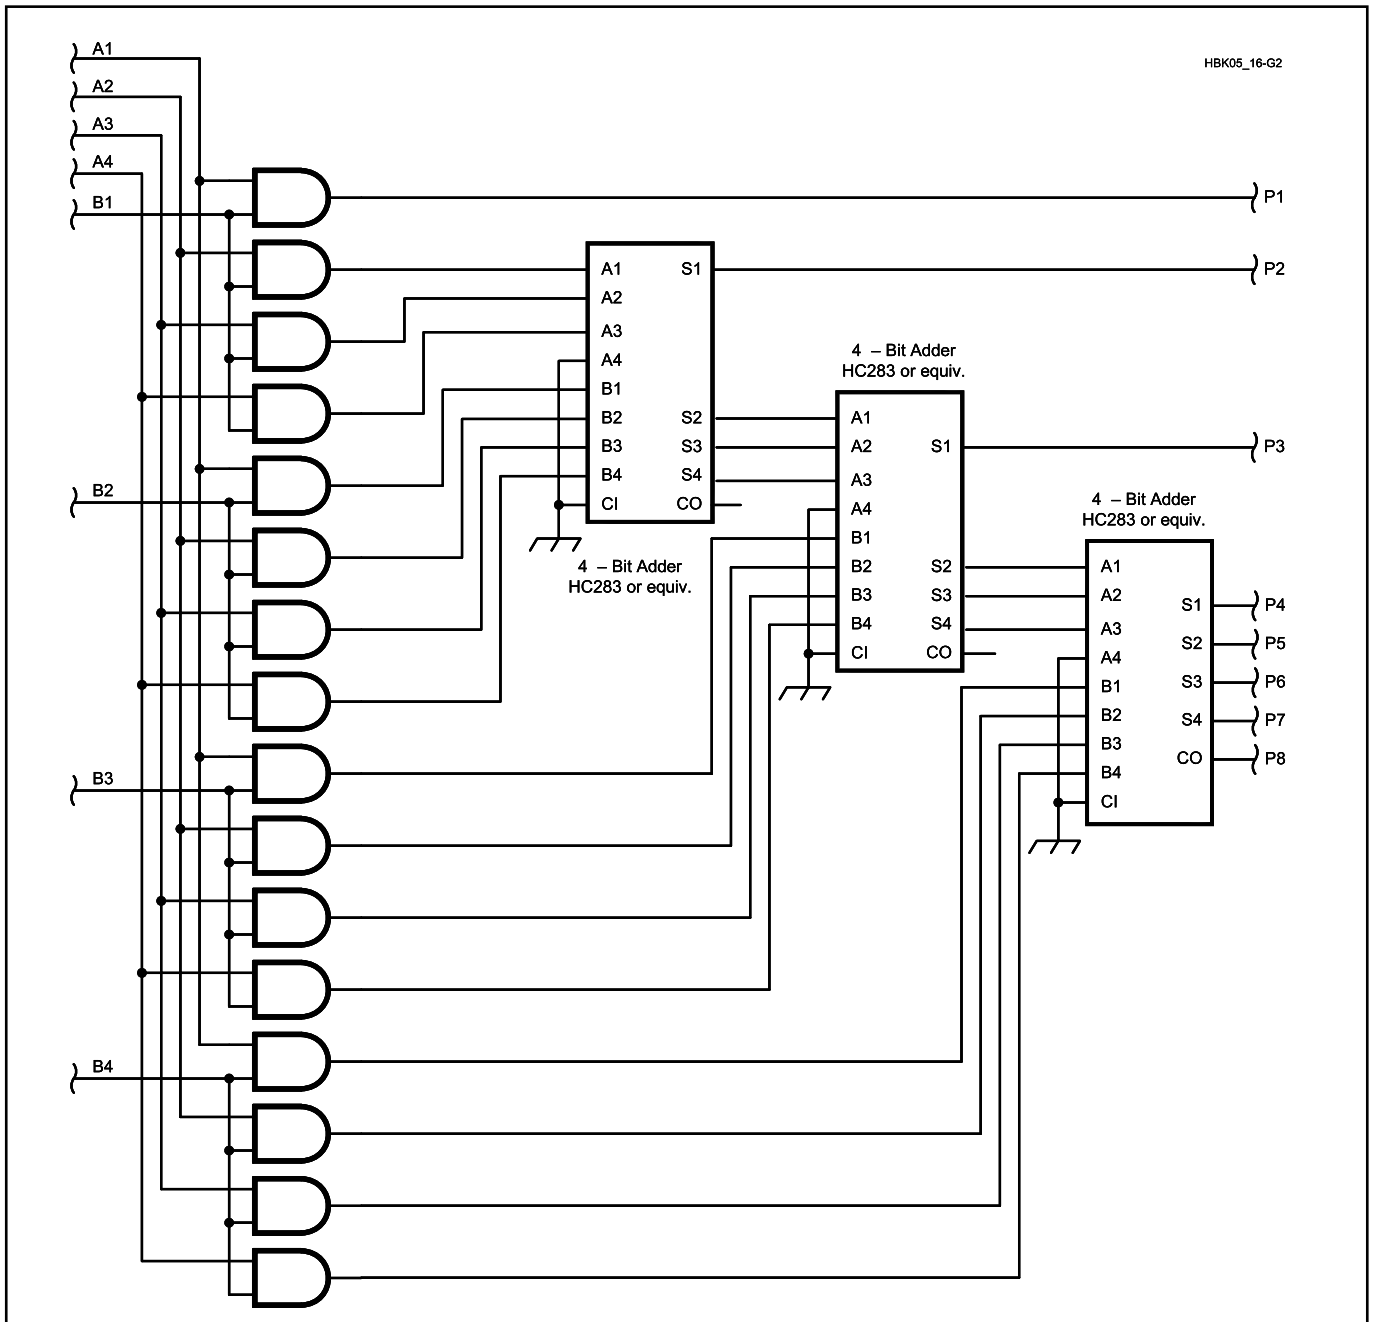 A1
HBK05_16-G2
A2
A3
A4
B1
P1
A1 S1
P2
A2
A3
A4
B1
B2 S2
B3 S3
B4 S4
CI CO
4 – Bit Adder
HC283 or equiv.
4 – Bit Adder
HC283 or equiv.
A1
A2 S1
P3
A3
A4
B1
B2 S2
B3 S3
B4 S4
CI CO
4 – Bit Adder
HC283 or equiv.
A1
A2
S1 P4
A3
S2 P5
A4
S3 P6
B1
B2
S4 P7
B3
CO P8
B4
CI
B2
B3
B4